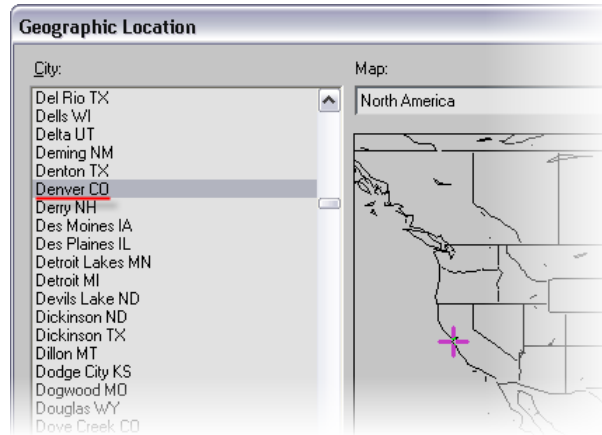 Geographic Location
City:
Map:
North America
Del Rio TX
Dells WI
Delta UT
Deming NM
Denton TX
Denver CO
Derry NH
Des Moines IA
Des Plaines IL
Detroit Lakes MN
Detroit MI
Devils Lake ND
Dickinson ND
Dickinson TX
Dillon MT
Dodge City KS
Dogwood MO
Douglas WY
Dove Creek CO